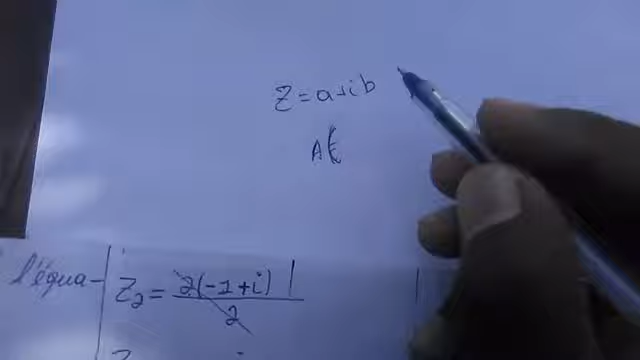 Z = a + ib
A(
l'équa-
Z₂ = 2(-1+i) / 2